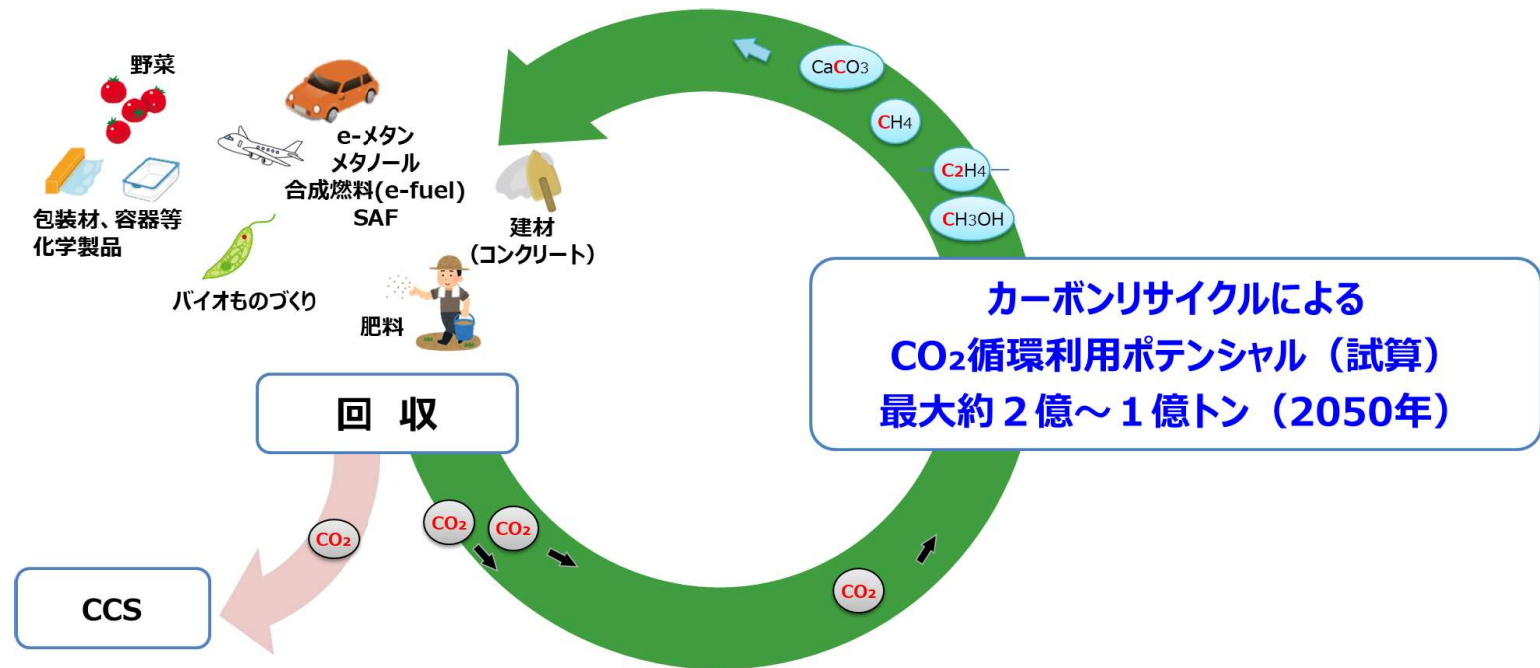 野菜
e-メタン
メタノール
合成燃料(e-fuel)
SAF
包装材、容器等
化学製品
建材
（コンクリート）
バイオものづくり
肥料
CaCO3
CH4
C2H4
CH3OH
カーボンリサイクルによる
CO₂循環利用ポテンシャル（試算）
最大約２億～１億トン（2050年）
回 収
CO₂
CO₂
CO₂
CO₂
CCS